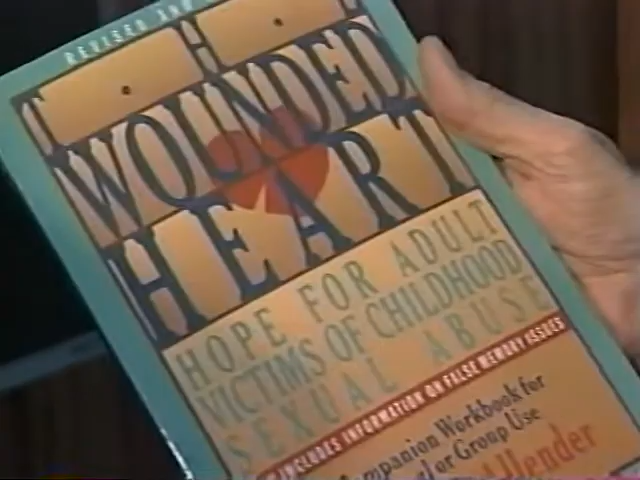 REVISED AND
THE
WOUNDED
HEART
HOPE FOR ADULT
VICTIMS OF CHILDHOOD
SEXUAL ABUSE
INCLUDES INFORMATION ON FALSE MEMORY ISSUES
Companion Workbook for
or Group Use
Allender